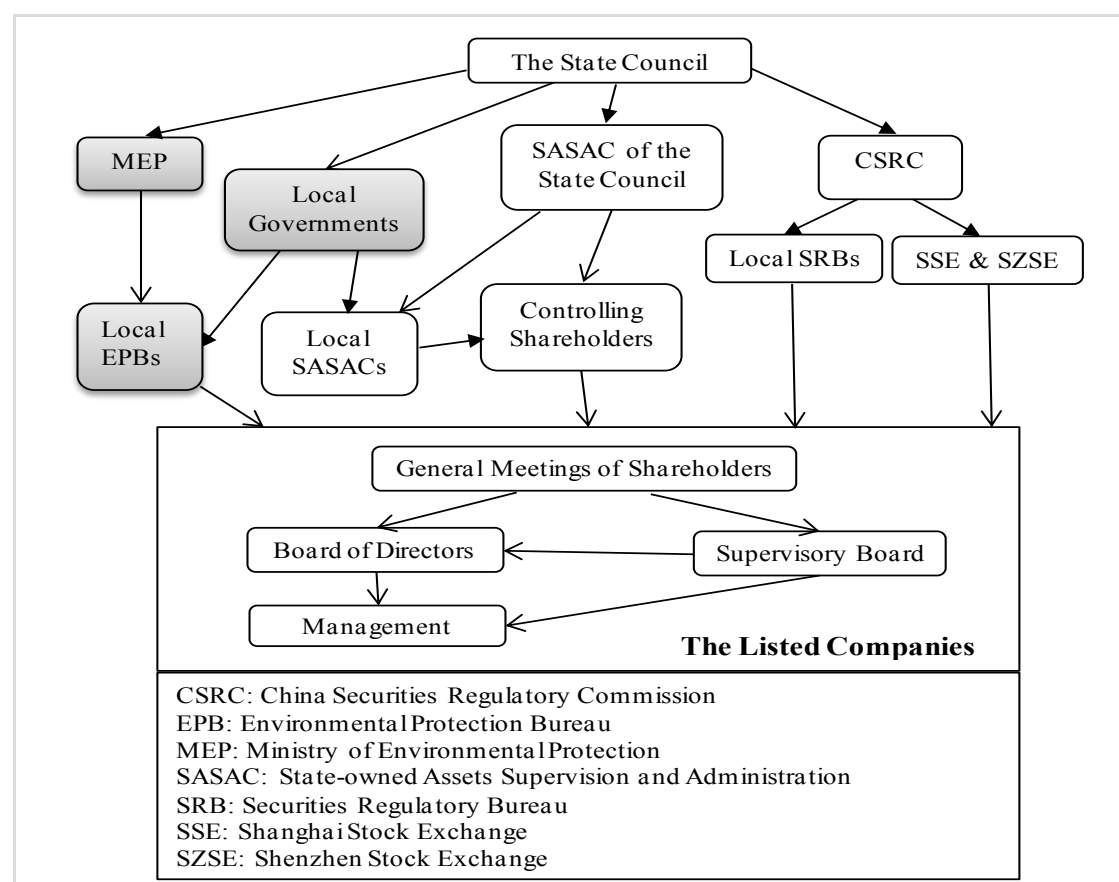 The State Council
MEP
Local
Governments
SASAC of the
State Council
CSRC
Local SRBs
SSE & SZSE
Local
EPBs
Local
SASACs
Controlling
Shareholders
General Meetings of Shareholders
Board of Directors
Supervisory Board
Management
The Listed Companies
CSRC: China Securities Regulatory Commission
EPB: Environmental Protection Bureau
MEP: Ministry of Environmental Protection
SASAC: State-owned Assets Supervision and Administration
SRB: Securities Regulatory Bureau
SSE: Shanghai Stock Exchange
SZSE: Shenzhen Stock Exchange